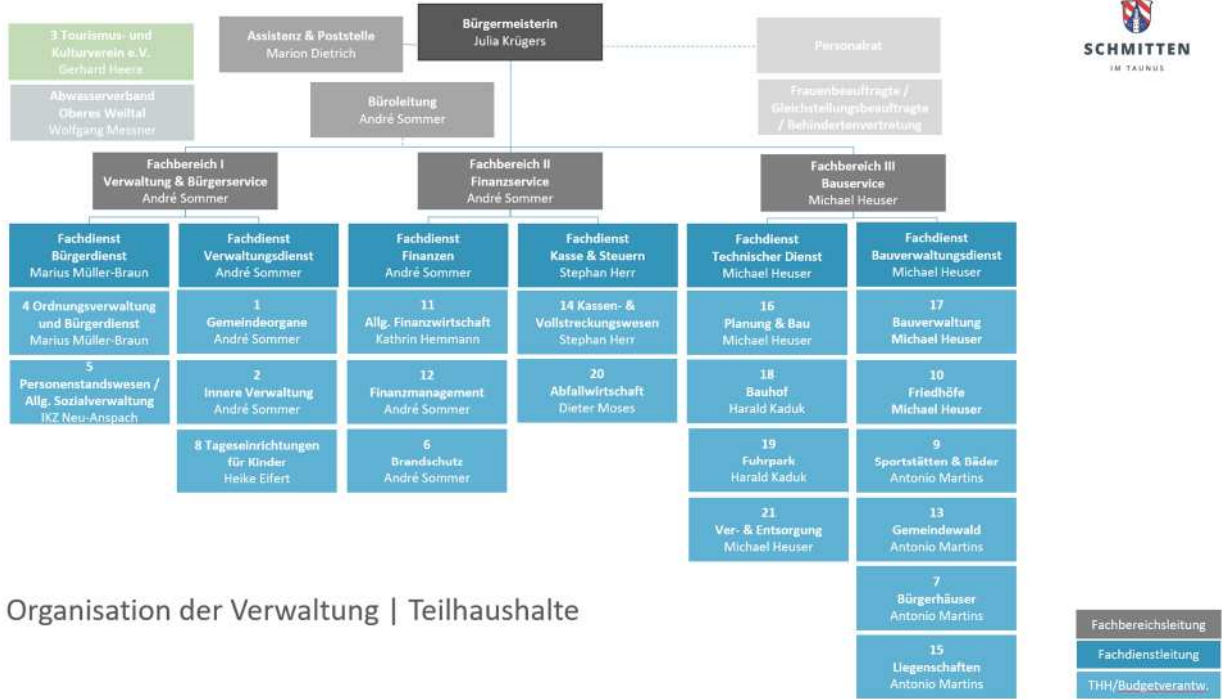 3 Tourismus- und
Kulturverein e.V.
Gerhard Heere
Abwasserverband
Oberes Weiltal
Wolfgang Messner
Assistenz & Poststelle
Marion Dietrich
Bürgermeisterin
Julia Krügers
Büroleitung
André Sommer
Personalrat
Frauenbeauftragte /
Gleichstellungsbeauftragte
/ Behindertenvertretung
SCHMITTEN
IM TAUNUS
Fachbereich I
Verwaltung & Bürgerservice
André Sommer
Fachbereich II
Finanzservice
André Sommer
Fachbereich III
Bauservice
Michael Heuser
Fachdienst
Bürgerdienst
Marius Müller-Braun
4 Ordnungsverwaltung
und Bürgerdienst
Marius Müller-Braun
5
Personenstandswesen /
Allg. Sozialverwaltung
IKZ Neu-Anspach
Fachdienst
Verwaltungsdienst
André Sommer
1
Gemeindeorgane
André Sommer
2
Innere Verwaltung
André Sommer
8 Tageseinrichtungen
für Kinder
Heike Eifert
Fachdienst
Finanzen
André Sommer
11
Allg. Finanzwirtschaft
Kathrin Hemmann
12
Finanzmanagement
André Sommer
6
Brandschutz
André Sommer
Fachdienst
Kasse & Steuern
Stephan Herr
14 Kassen- &
Vollstreckungswesen
Stephan Herr
20
Abfallwirtschaft
Dieter Moses
Fachdienst
Technischer Dienst
Michael Heuser
16
Planung & Bau
Michael Heuser
18
Bauhof
Harald Kaduk
19
Fuhrpark
Harald Kaduk
21
Ver- & Entsorgung
Michael Heuser
Fachdienst
Bauverwaltungsdienst
Michael Heuser
17
Bauverwaltung
Michael Heuser
10
Friedhöfe
Michael Heuser
9
Sportstätten & Bäder
Antonio Martins
13
Gemeindewald
Antonio Martins
7
Bürgerhäuser
Antonio Martins
15
Liegenschaften
Antonio Martins
Organisation der Verwaltung | Teilhaushalte
Fachbereichsleitung
Fachdienstleitung
THH/Budgetverantw.